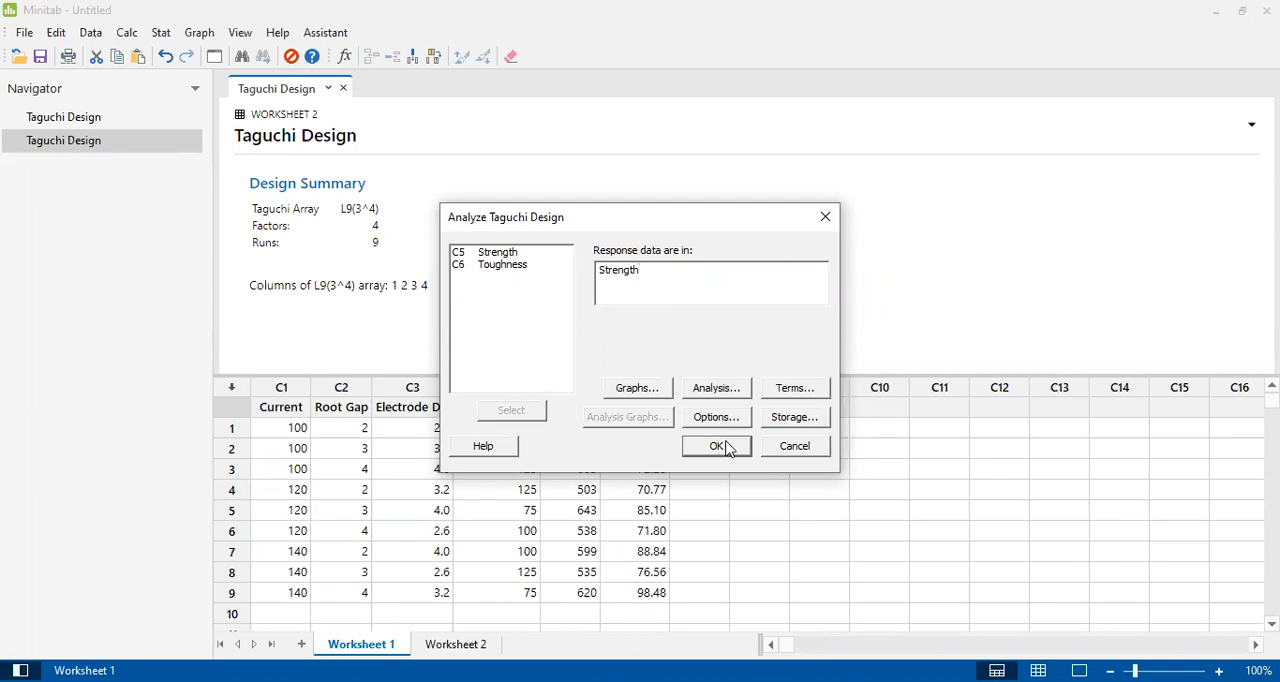 Minitab - Untitled
File Edit Data Calc Stat Graph View Help Assistant
Navigator
Taguchi Design
Taguchi Design
Taguchi Design
WORKSHEET 2
Taguchi Design
Design Summary
Taguchi Array L9(3^4)
Factors: 4
Runs: 9
Columns of L9(3^4) array: 1 2 3 4
Analyze Taguchi Design
C5 Strength
C6 Toughness
Response data are in:
Strength
Graphs... Analysis... Terms...
Select Analysis Graphs... Options... Storage...
Help OK Cancel
C1 C2 C3 C10 C11 C12 C13 C14 C15 C16
Current Root Gap Electrode D
1 100 2
2 100 3
3 100 4
4 120 2 3.2 125 503 70.77
5 120 3 4.0 75 643 85.10
6 120 4 2.6 100 538 71.80
7 140 2 4.0 100 599 88.84
8 140 3 2.6 125 535 76.56
9 140 4 3.2 75 620 98.48
10
Worksheet 1 Worksheet 2
Worksheet 1 100%